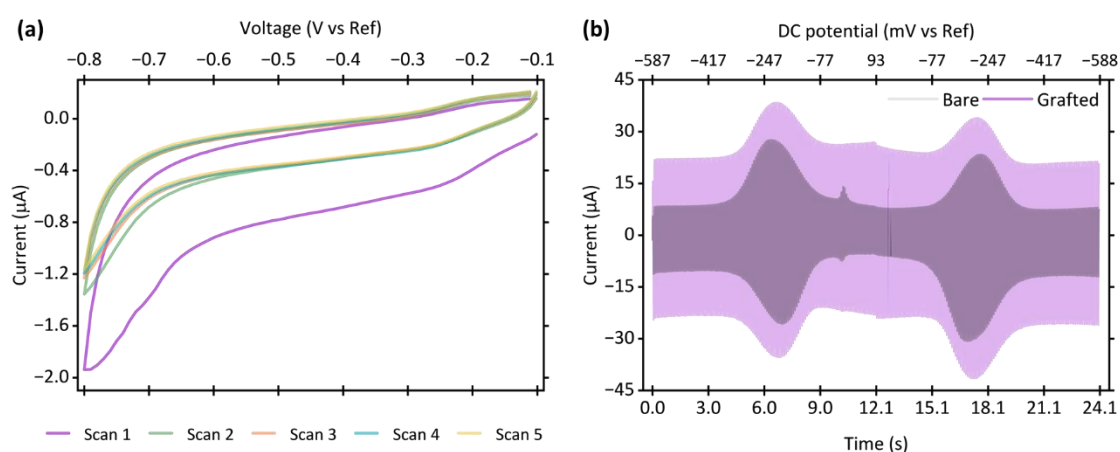 (a)
Voltage (V vs Ref)
−0.8 −0.7 −0.6 −0.5 −0.4 −0.3 −0.2 −0.1
0.0
−0.4
−0.8
−1.2
−1.6
−2.0
Current (µA)
Scan 1 Scan 2 Scan 3 Scan 4 Scan 5
(b)
DC potential (mV vs Ref)
−587 −417 −247 −77 93 −77 −247 −417 −588
Bare Grafted
45
30
15
0
−15
−30
−45
Current (µA)
0.0 3.0 6.0 9.0 12.1 15.1 18.1 21.1 24.1
Time (s)